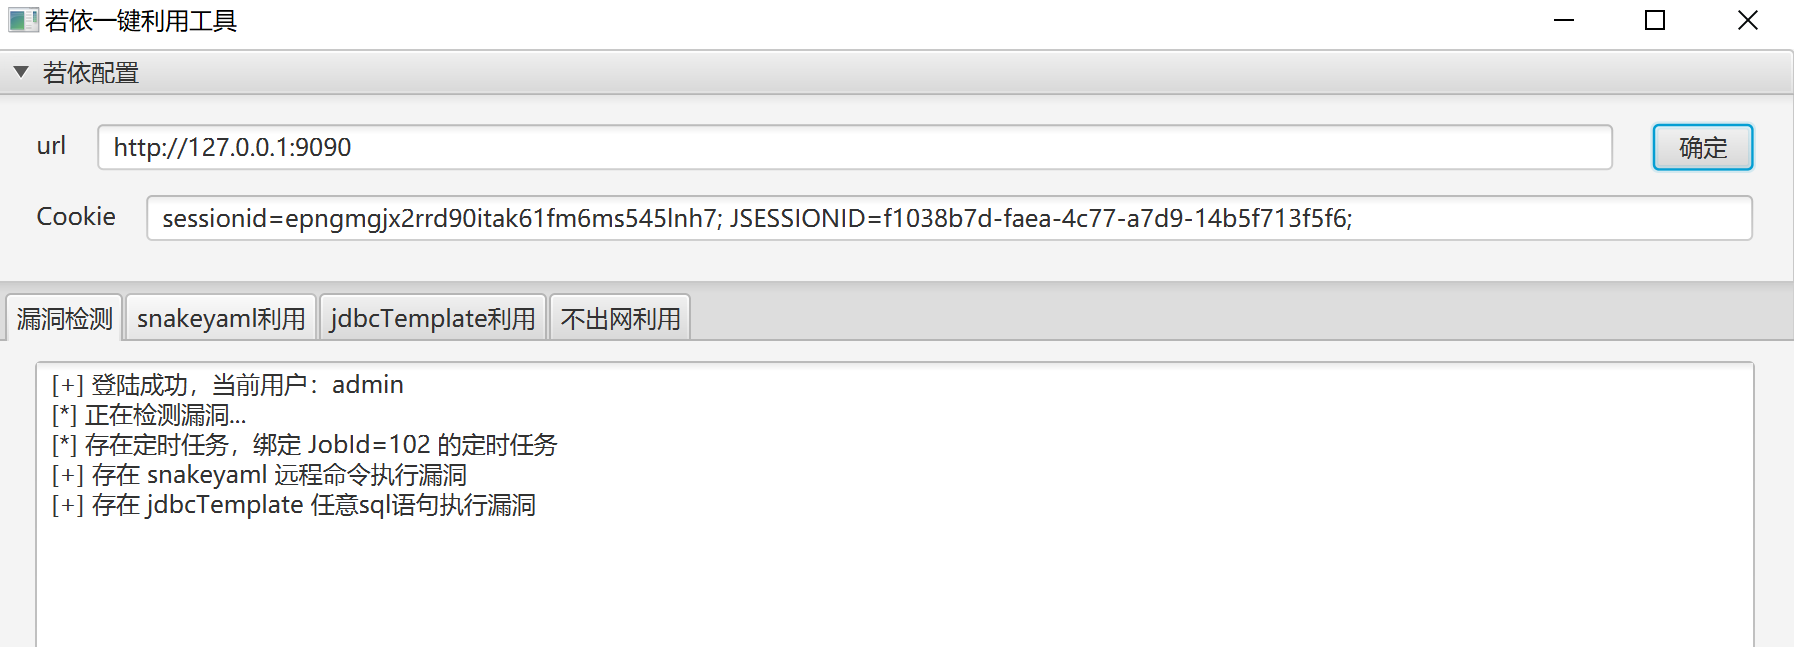 若依一键利用工具
若依配置
url http://127.0.0.1:9090 确定
Cookie sessionid=epngmgjx2rrd90itak61fm6ms545lnh7; JSESSIONID=f1038b7d-faea-4c77-a7d9-14b5f713f5f6;
漏洞检测 snakeyaml利用 jdbcTemplate利用 不出网利用
[+] 登陆成功，当前用户：admin
[*] 正在检测漏洞...
[*] 存在定时任务，绑定 JobId=102 的定时任务
[+] 存在 snakeyaml 远程命令执行漏洞
[+] 存在 jdbcTemplate 任意sql语句执行漏洞